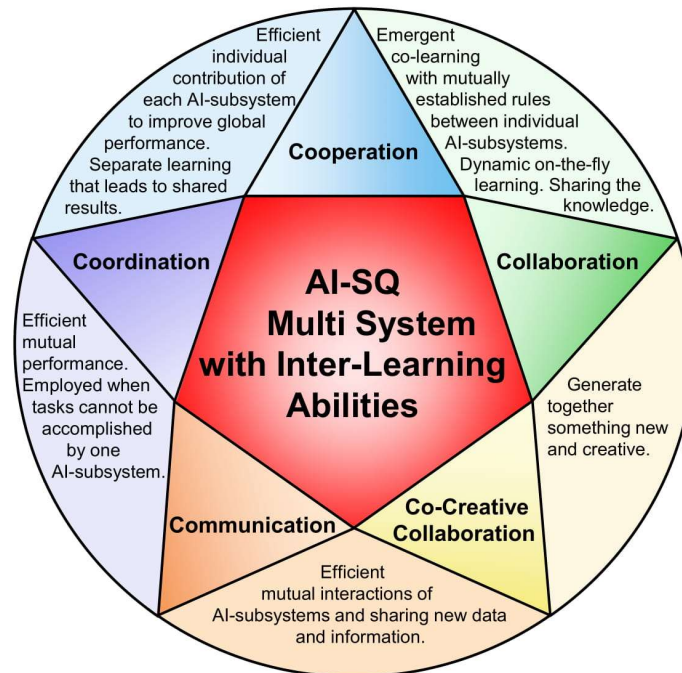 Efficient
individual
contribution of
each AI-subsystem
to improve global
performance.
Separate learning
that leads to shared
results.
Emergent
co-learning
with mutually
established rules
between individual
AI-subsystems.
Dynamic on-the-fly
learning. Sharing the
knowledge.
Cooperation
Coordination
Collaboration
AI-SQ
Multi System
with Inter-Learning
Abilities
Efficient
mutual
performance.
Employed when
tasks cannot be
accomplished
by one
AI-subsystem.
Generate
together
something new
and creative.
Communication
Co-Creative
Collaboration
Efficient
mutual interactions of
AI-subsystems and sharing new data
and information.